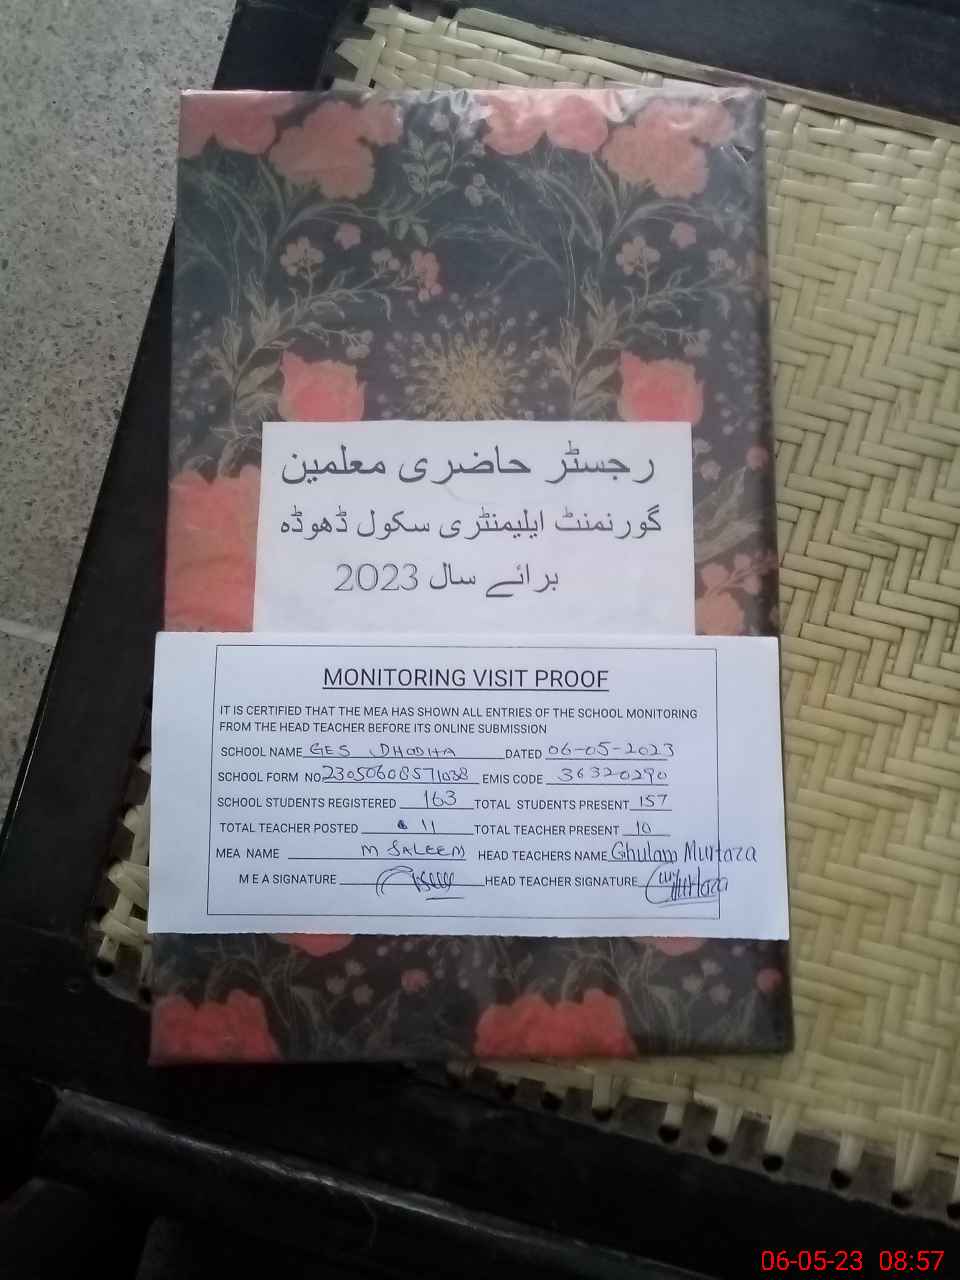 رجسٹر حاضری معلمین
گورنمنٹ ایلیمنٹری سکول ڈھوڈہ
برائے سال 2023
MONITORING VISIT PROOF
IT IS CERTIFIED THAT THE MEA HAS SHOWN ALL ENTRIES OF THE SCHOOL MONITORING
FROM THE HEAD TEACHER BEFORE ITS ONLINE SUBMISSION
SCHOOL NAME GES DHODHA DATED 06-05-2023
SCHOOL FORM NO 23050608571038 EMIS CODE 36320290
SCHOOL STUDENTS REGISTERED 163 TOTAL STUDENTS PRESENT 157
TOTAL TEACHER POSTED 11 TOTAL TEACHER PRESENT 10
MEA NAME M SALEEM HEAD TEACHERS NAME Ghulam Murtaza
M E A SIGNATURE HEAD TEACHER SIGNATURE
06-05-23 08:57